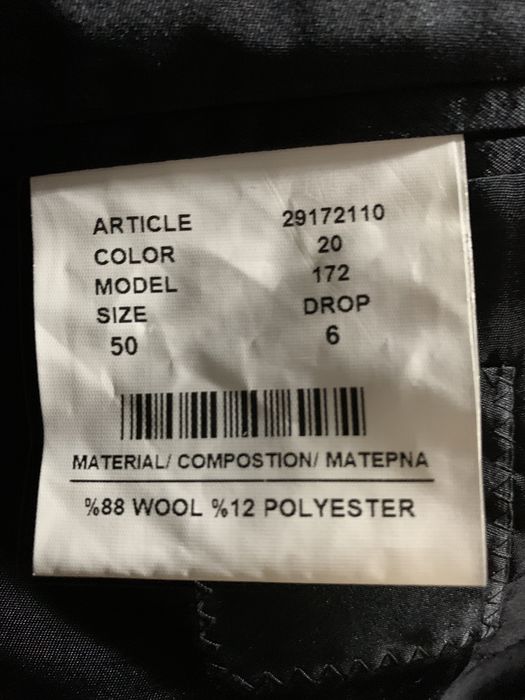 ARTICLE 29172110
COLOR 20
MODEL 172
SIZE DROP
50 6
MATERIAL/ COMPOSTION/ MATEPNA
%88 WOOL %12 POLYESTER